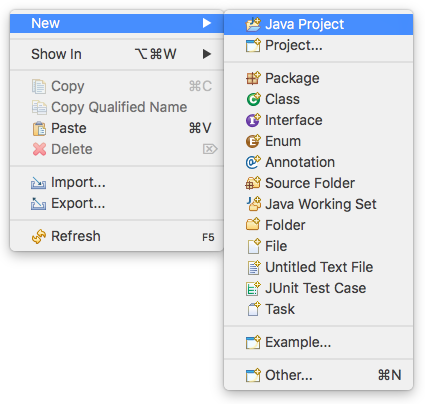 New
Show In ⌥⌘W
Copy ⌘C
Copy Qualified Name
Paste ⌘V
Delete ⌦
Import...
Export...
Refresh F5
Java Project
Project...
Package
Class
Interface
Enum
Annotation
Source Folder
Java Working Set
Folder
File
Untitled Text File
JUnit Test Case
Task
Example...
Other... ⌘N